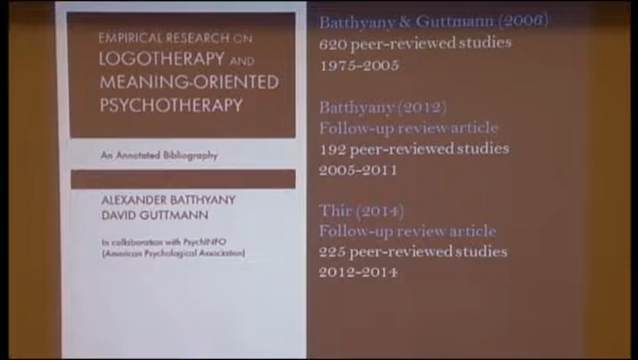 EMPIRICAL RESEARCH ON
LOGOTHERAPY AND
MEANING-ORIENTED
PSYCHOTHERAPY
An Annotated Bibliography
ALEXANDER BATTHYANY
DAVID GUTTMANN
In collaboration with PsychINFO
(American Psychological Association)
Batthyany & Guttmann (2006)
620 peer-reviewed studies
1975-2005
Batthyany (2012)
Follow-up review article
192 peer-reviewed studies
2005-2011
Thir (2014)
Follow-up review article
225 peer-reviewed studies
2012-2014